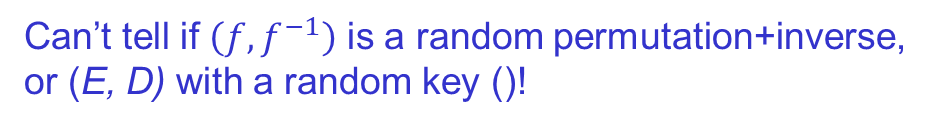 Can’t tell if (𝑓, 𝑓⁻¹) is a random permutation+inverse,
or (E, D) with a random key ()!